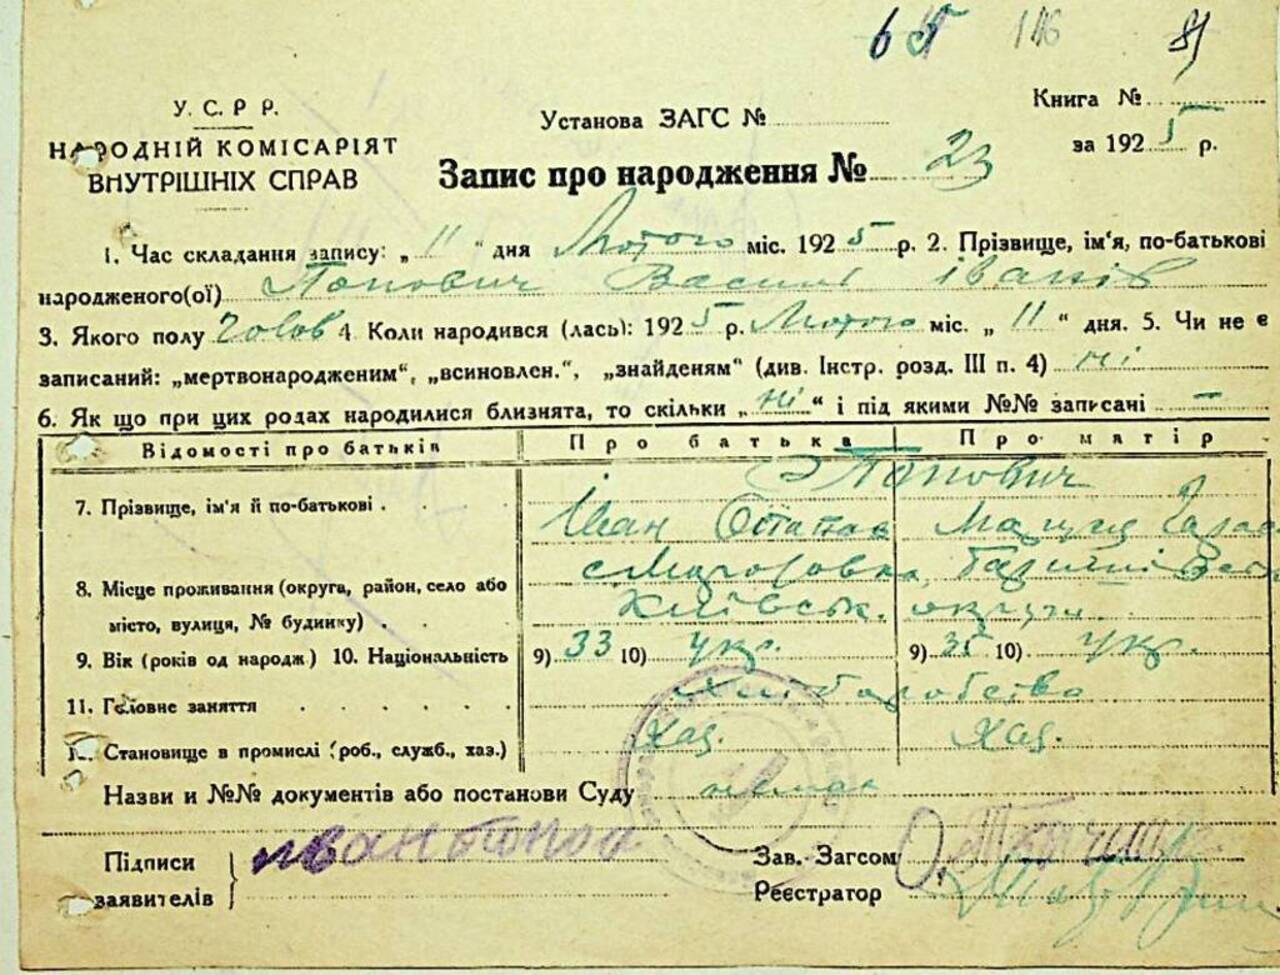 146 81
У. С. Р Р.
НАРОДНІЙ КОМІСАРІЯТ
ВНУТРІШНІХ СПРАВ
Установа ЗАГС №
Книга №
за 1925 р.
Запис про народження № 23
1. Час складання запису: „ 11 “ дня Лютого міс. 1925 р. 2. Прізвище, ім‘я, по-батькові
народженого(ої) Попович Василь Іванів
3. Якого полу Чолов 4. Коли народився (лась): 1925 р. Лютого міс. „ 11 “ дня. 5. Чи не є
записаний: „мертвонародженим“, „всиновлен.“, „знайденям“ (див. Інстр. розд. III п. 4) ні
6. Як що при цих родах народилися близнята, то скільки „ ні “ і під якими №№ записані —
Відомості про батьків Про батька Про матір
Попович
7. Прізвище, ім‘я й по-батькові
Іван Остапов
8. Місце проживання (округа, район, село або
місто, вулиця, № будинку)
Київськ. округи.
9. Вік (років од народж) 10. Національність 9) 33 10) укр. 9) 35 10) укр.
11. Головне заняття Хліборобство
12. Становище в промислі (роб., служб., хаз.) Хаз. Хаз.
Назви и №№ документів або постанови Суду немає
Підписи
заявителів
Іван
Зав. Загсом
Реєстратор